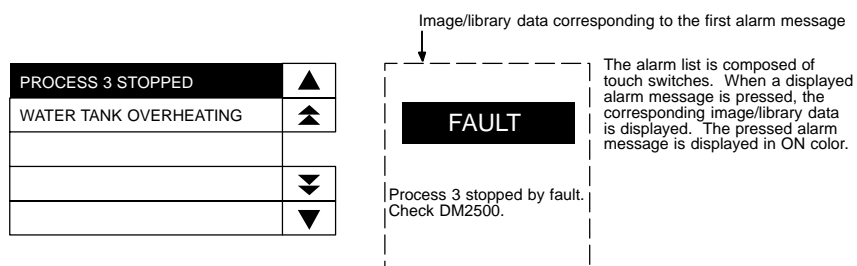 Image/library data corresponding to the first alarm message
PROCESS 3 STOPPED
WATER TANK OVERHEATING
FAULT
Process 3 stopped by fault.
Check DM2500.
The alarm list is composed of
touch switches. When a displayed
alarm message is pressed, the
corresponding image/library data
is displayed. The pressed alarm
message is displayed in ON color.